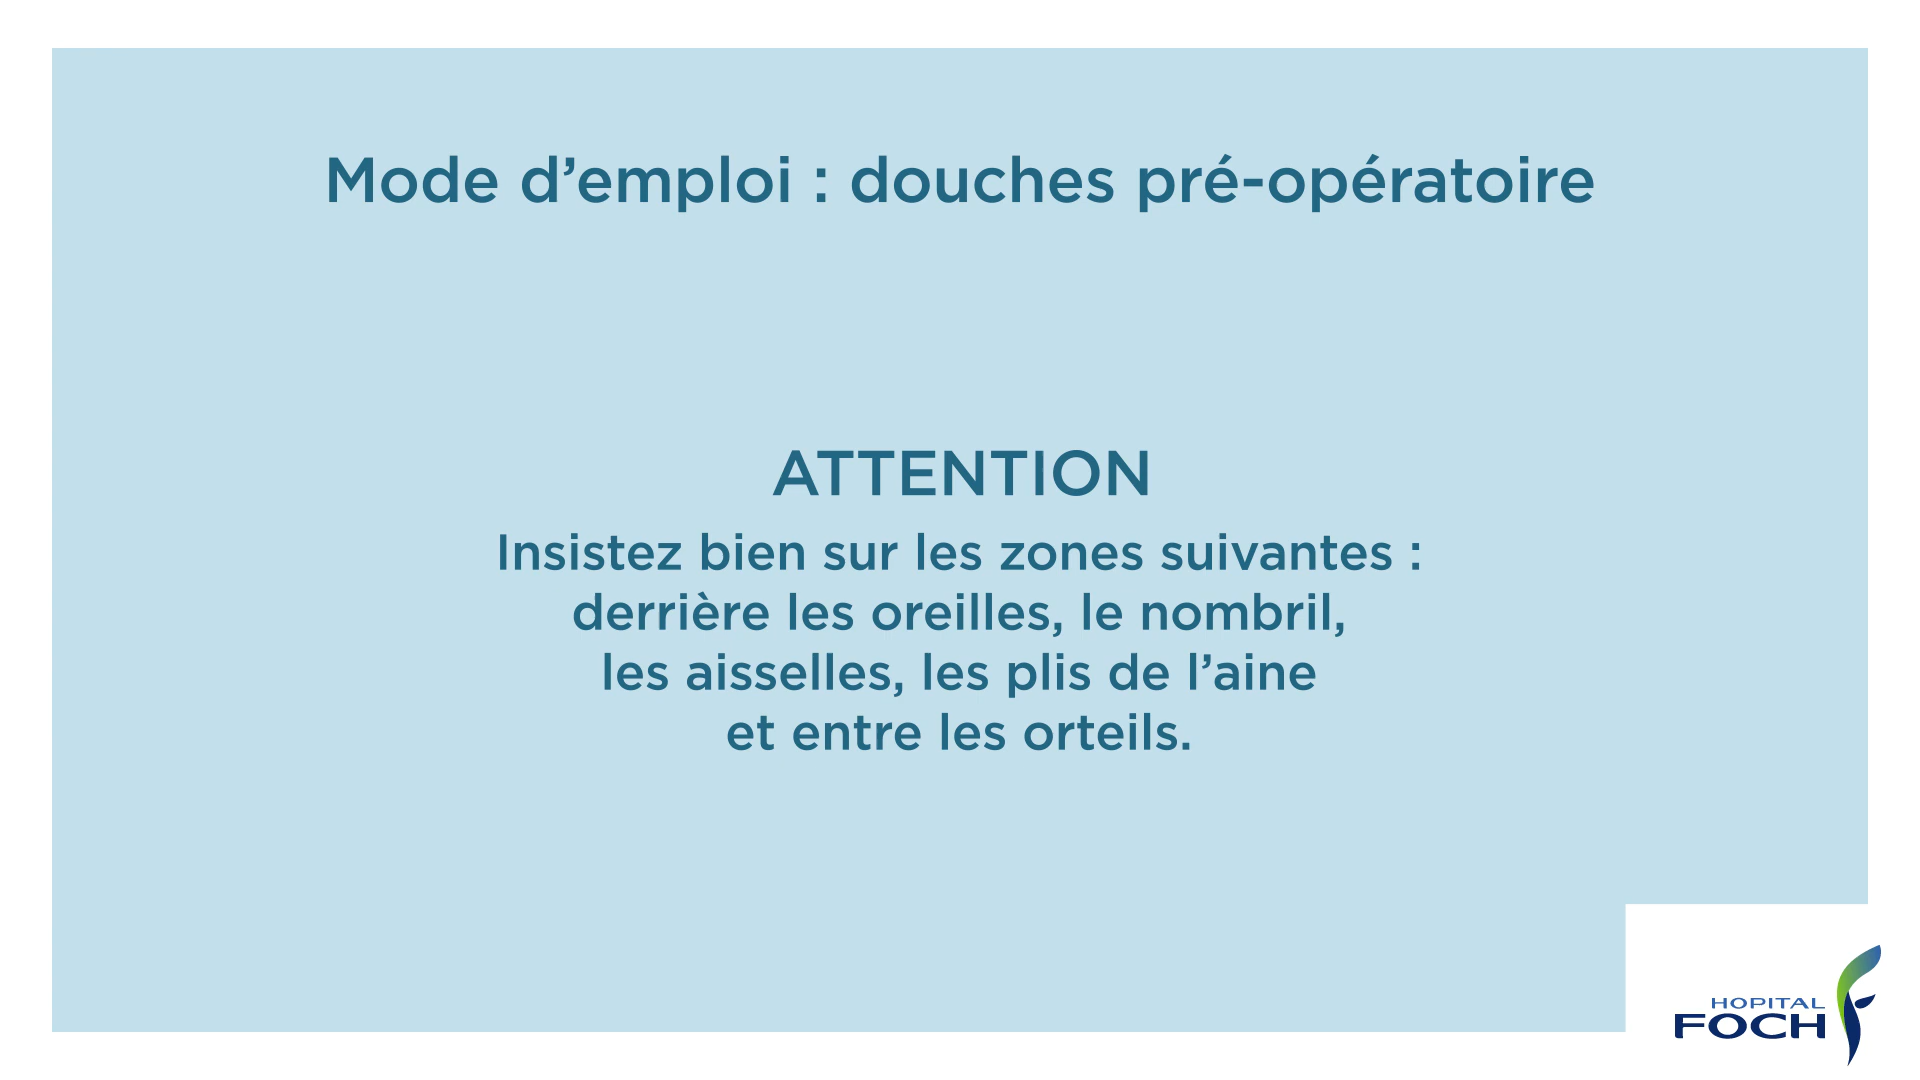 Mode d’emploi : douches pré-opératoire
ATTENTION
Insistez bien sur les zones suivantes :
derrière les oreilles, le nombril,
les aisselles, les plis de l’aine
et entre les orteils.
HOPITAL
FOCH